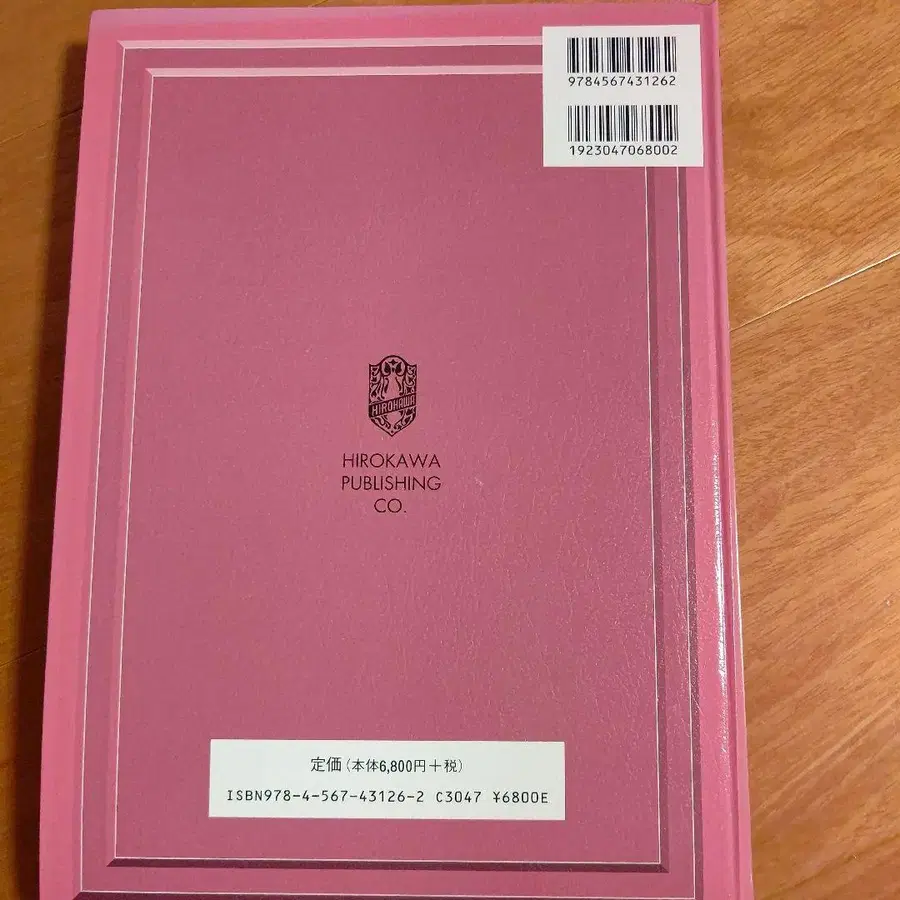 9784567431262
1923047068002
HIROKAWA
HIROKAWA
PUBLISHING
CO.
定価(本体6,800円+税)
ISBN978-4-567-43126-2 C3047 ¥6800E